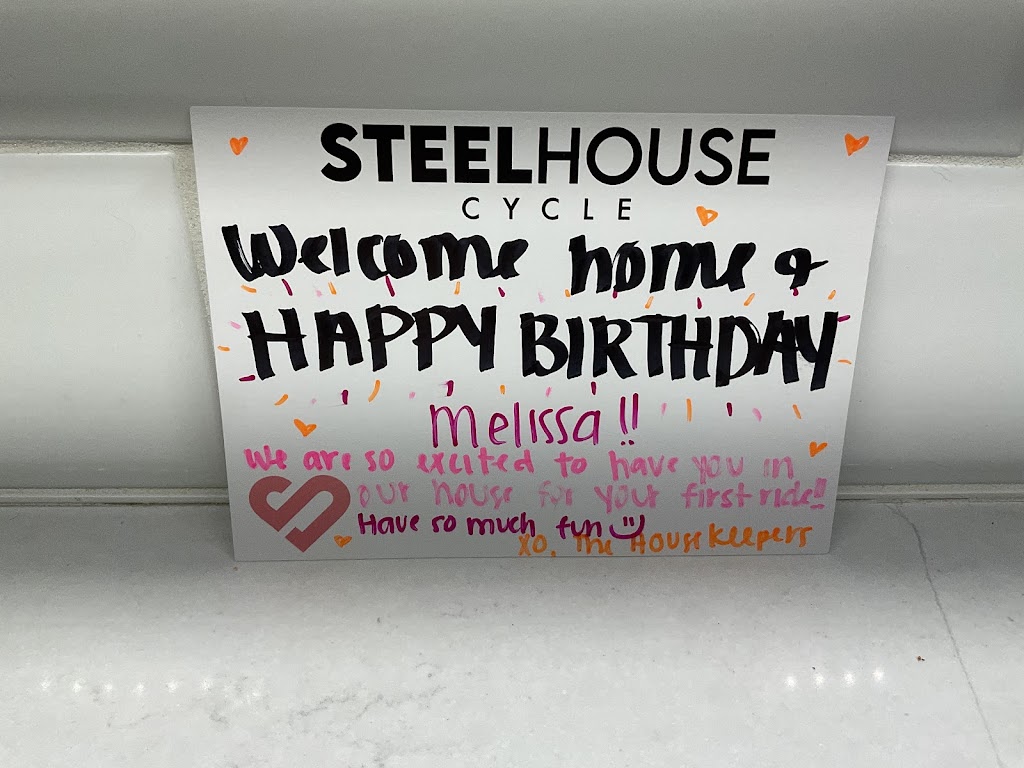 STEELHOUSE
CYCLE
Welcome home &
HAPPY BIRTHDAY
Melissa!!
We are so excited to have you in
our house for your first ride!!
Have so much fun
XO, The HouseKeepers